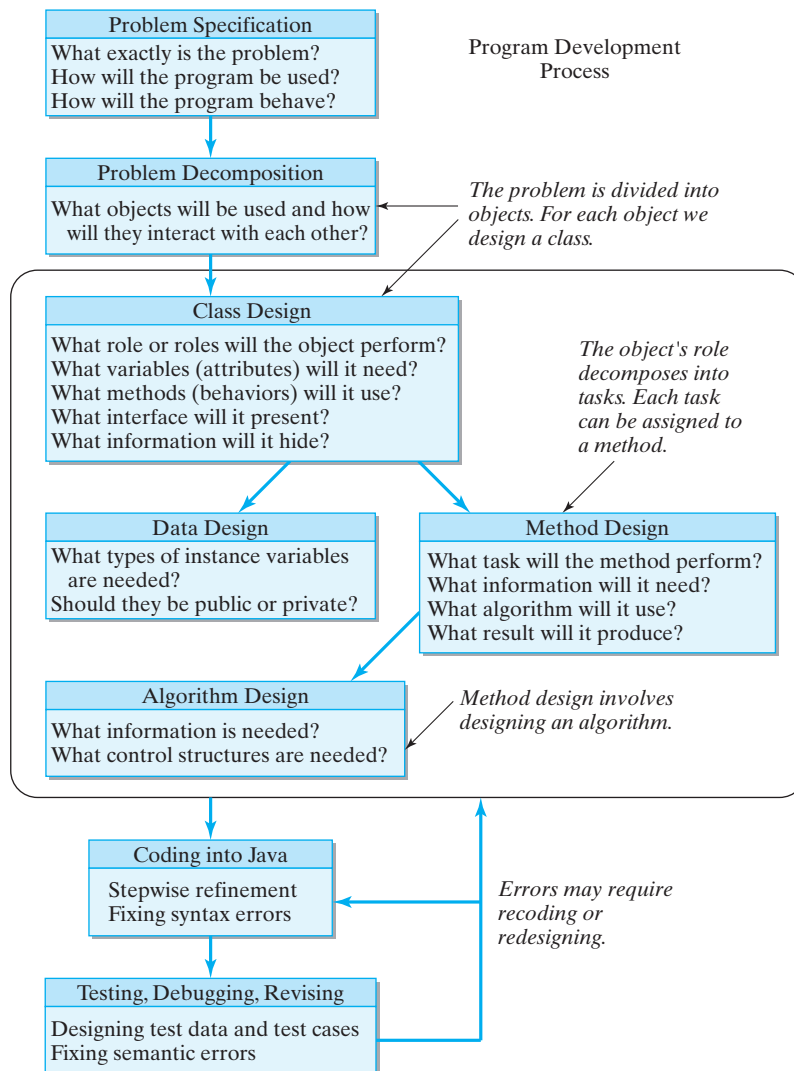 Problem Specification
What exactly is the problem?
How will the program be used?
How will the program behave?
Program Development
Process
Problem Decomposition
What objects will be used and how
will they interact with each other?
The problem is divided into
objects. For each object we
design a class.
Class Design
What role or roles will the object perform?
What variables (attributes) will it need?
What methods (behaviors) will it use?
What interface will it present?
What information will it hide?
The object's role
decomposes into
tasks. Each task
can be assigned to
a method.
Data Design
What types of instance variables
are needed?
Should they be public or private?
Method Design
What task will the method perform?
What information will it need?
What algorithm will it use?
What result will it produce?
Algorithm Design
What information is needed?
What control structures are needed?
Method design involves
designing an algorithm.
Coding into Java
Stepwise refinement
Fixing syntax errors
Errors may require
recoding or
redesigning.
Testing, Debugging, Revising
Designing test data and test cases
Fixing semantic errors